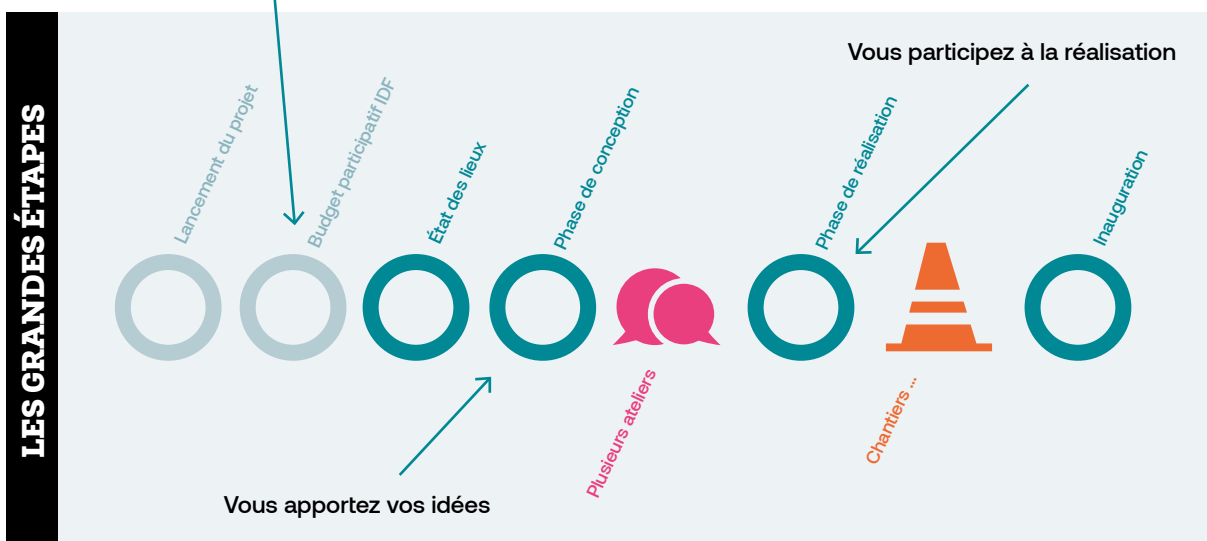 LES GRANDES ÉTAPES
Vous participez à la réalisation
Lancement du projet
Budget participatif IDF
État des lieux
Phase de conception
Plusieurs ateliers
Phase de réalisation
Chantiers ...
Inauguration
Vous apportez vos idées